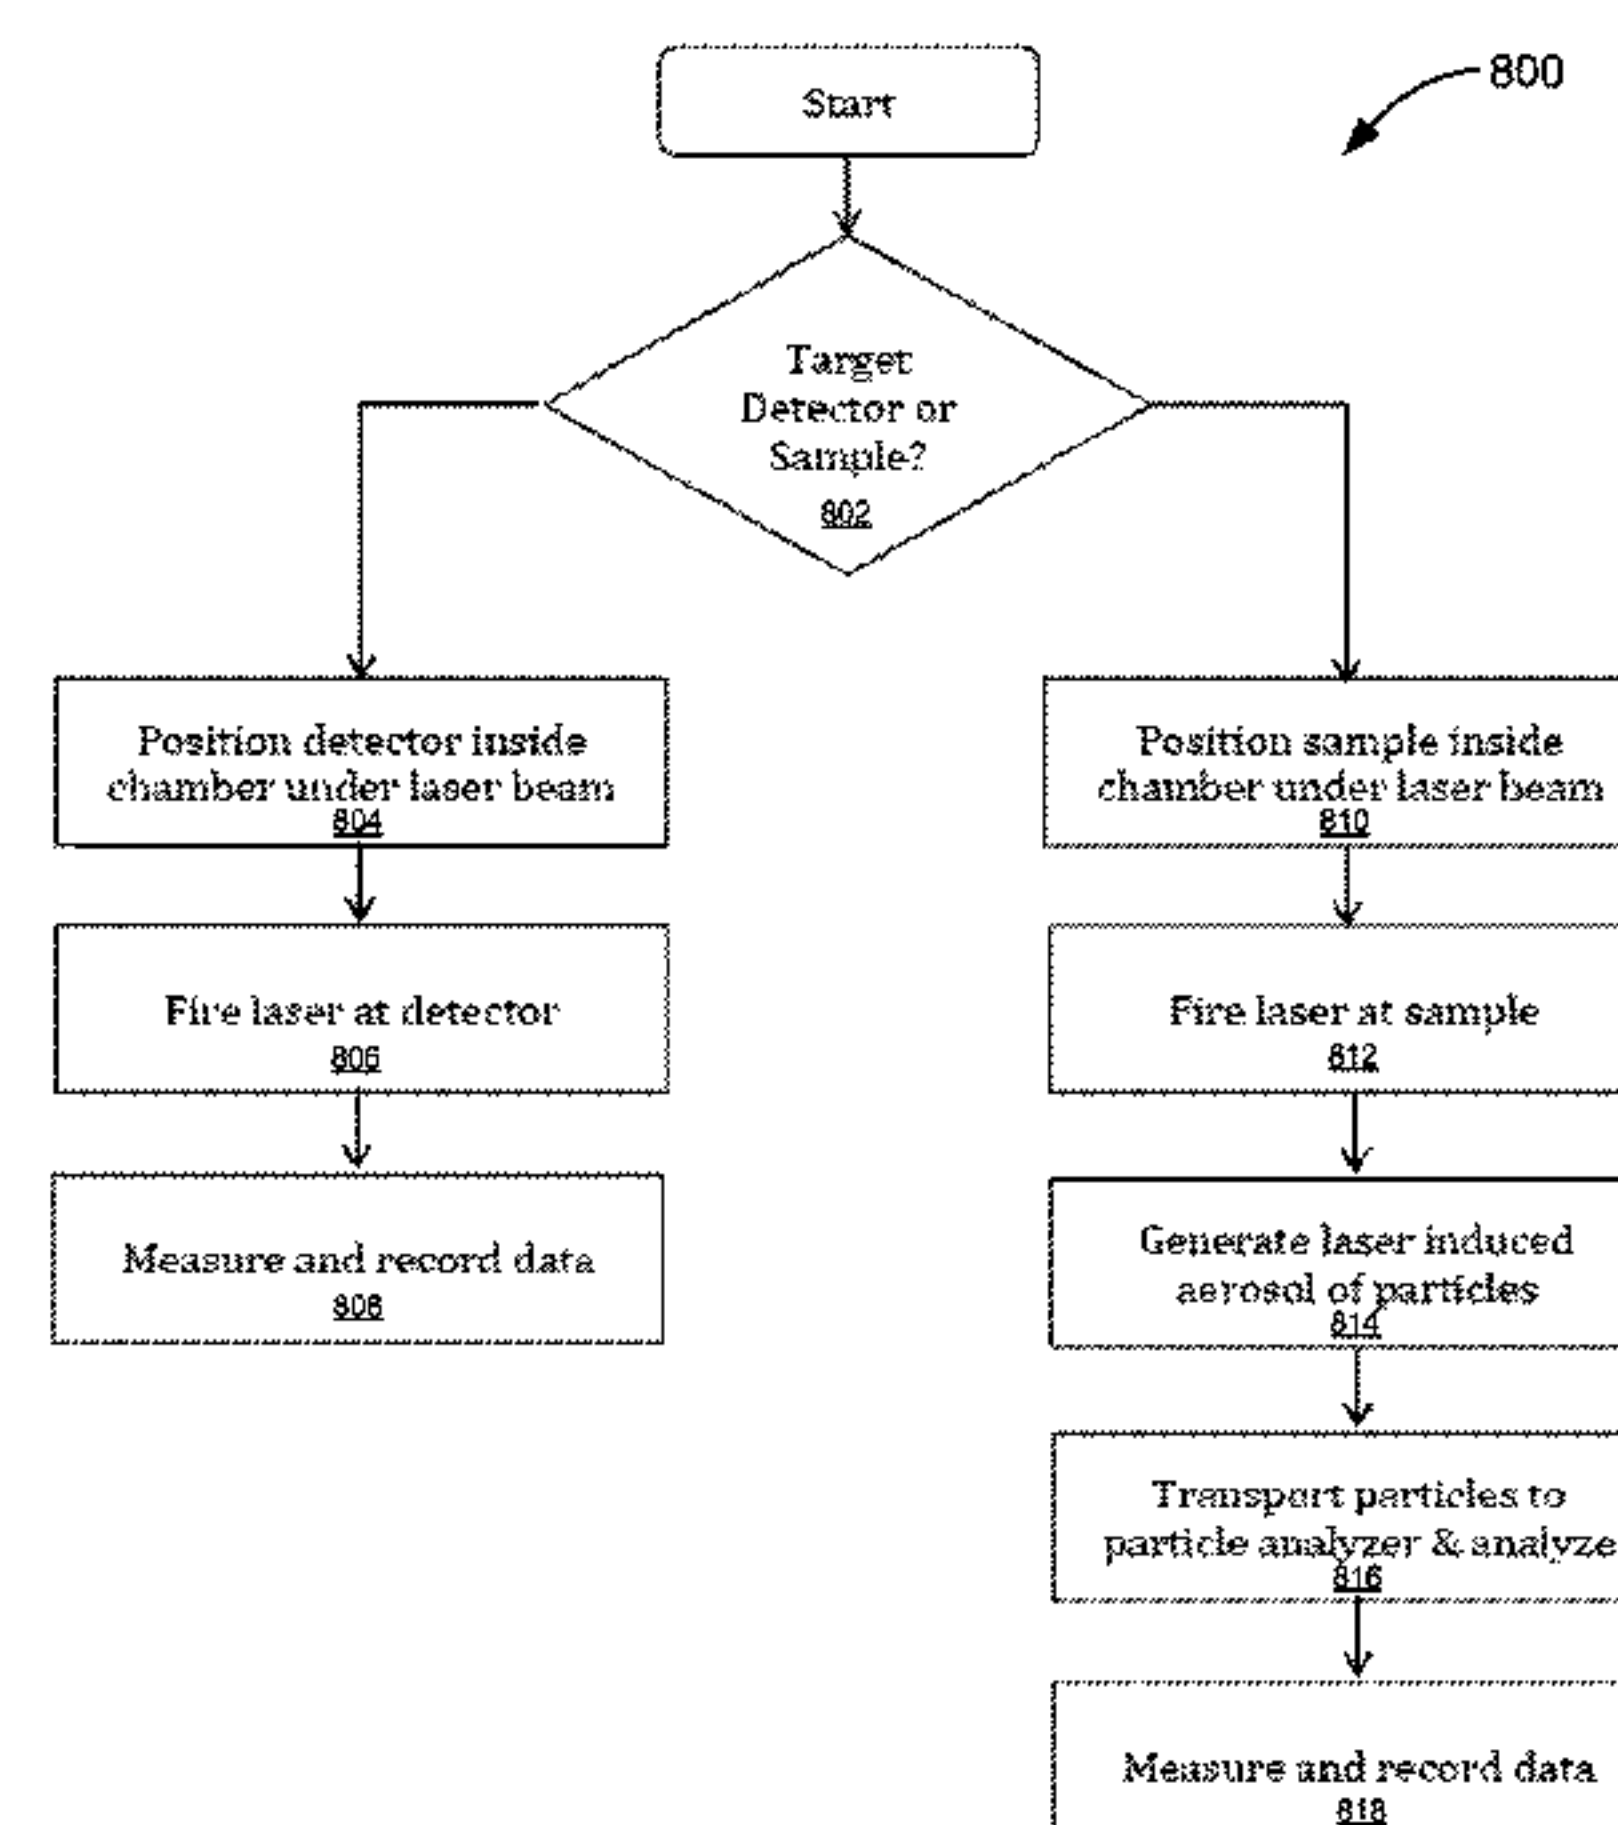 Start
800
Target
Detector or
Sample?
802
Position detector inside
chamber under laser beam
804
Fire laser at detector
806
Measure and record data
808
Position sample inside
chamber under laser beam
810
Fire laser at sample
812
Generate laser induced
aerosol of particles
814
Transport particles to
particle analyzer & analyze
816
Measure and record data
818